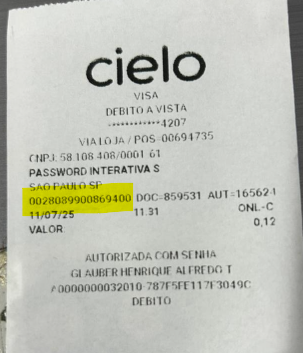 cielo
VISA
DEBITO A VISTA
************4207
VIA LOJA / POS-00694735
CNPJ: 58.108.408/0001-61
PASSWORD INTERATIVA S
SAO PAULO SP
0028089900869400 DOC=859531 AUT=165624
11/07/25 11:31 ONL-C
VALOR: 0,12
AUTORIZADA COM SENHA
GLAUBER HENRIQUE ALFREDO T
A0000000032010-787F5FE117F3049C
DEBITO